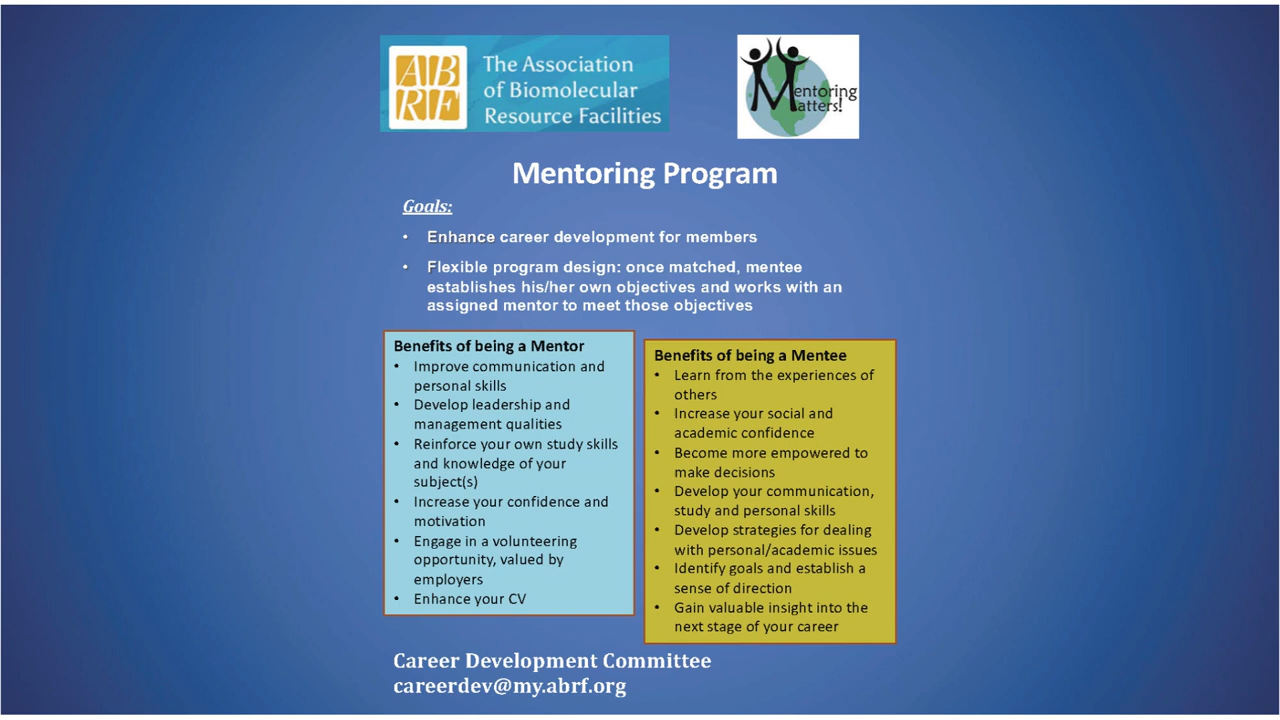 ABRF
The Association
of Biomolecular
Resource Facilities
Mentoring
Matters!
Mentoring Program
Goals:
• Enhance career development for members
• Flexible program design: once matched, mentee
establishes his/her own objectives and works with an
assigned mentor to meet those objectives
Benefits of being a Mentor
• Improve communication and
personal skills
• Develop leadership and
management qualities
• Reinforce your own study skills
and knowledge of your
subject(s)
• Increase your confidence and
motivation
• Engage in a volunteering
opportunity, valued by
employers
• Enhance your CV
Benefits of being a Mentee
• Learn from the experiences of
others
• Increase your social and
academic confidence
• Become more empowered to
make decisions
• Develop your communication,
study and personal skills
• Develop strategies for dealing
with personal/academic issues
• Identify goals and establish a
sense of direction
• Gain valuable insight into the
next stage of your career
Career Development Committee
careerdev@my.abrf.org